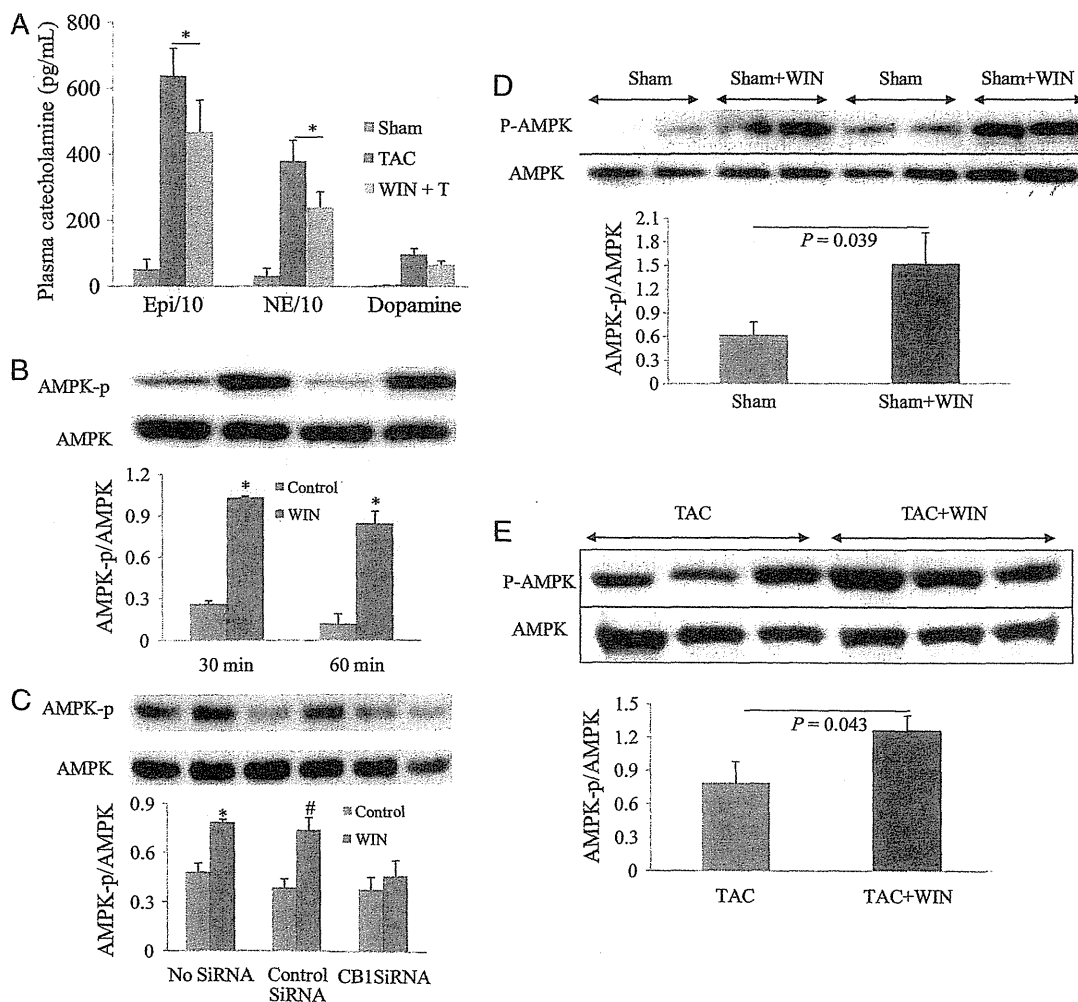 A
Plasma catecholamine (pg/mL)
800
600
400
200
0
*
*
Sham
TAC
WIN + T
Epi/10
NE/10
Dopamine
B
AMPK-p
AMPK
AMPK-p/AMPK
1.2
0.9
0.6
0.3
0
*
*
Control
WIN
30 min
60 min
C
AMPK-p
AMPK
AMPK-p/AMPK
0.9
0.6
0.3
0
*
#
Control
WIN
No SiRNA
Control
SiRNA
CB1SiRNA
D
Sham
Sham+WIN
Sham
Sham+WIN
P-AMPK
AMPK
AMPK-p/AMPK
2.1
1.8
1.5
1.2
0.9
0.6
0.3
0
P = 0.039
Sham
Sham+WIN
E
TAC
TAC+WIN
P-AMPK
AMPK
AMPK-p/AMPK
1.5
1.2
0.9
0.6
0.3
0
P = 0.043
TAC
TAC+WIN